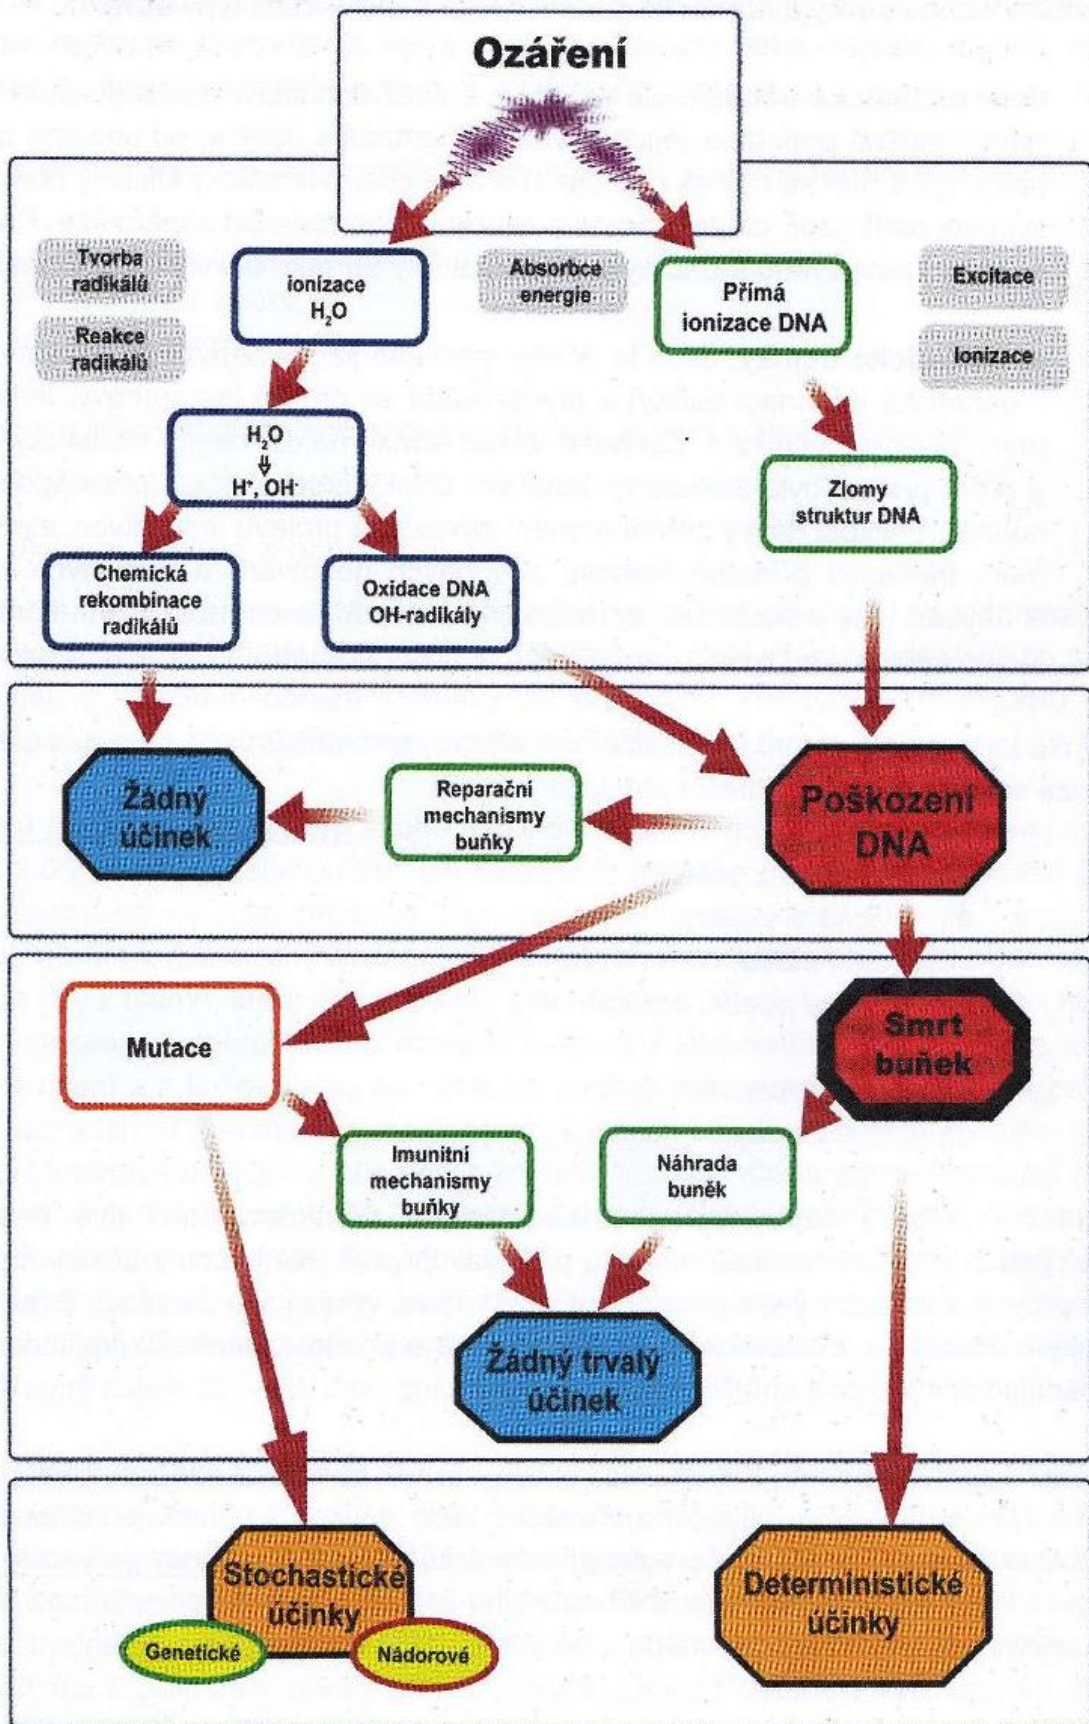 Ozáření
Tvorba
radikálů
Reakce
radikálů
ionizace
H₂O
Absorbce
energie
Přímá
ionizace DNA
Excitace
Ionizace
H₂O
⇓
H⁺, OH⁻
Zlomy
struktur DNA
Chemická
rekombinace
radikálů
Oxidace DNA
OH-radikály
Žádný
účinek
Reparační
mechanismy
buňky
Poškození
DNA
Mutace
Smrt
buňek
Imunitní
mechanismy
buňky
Náhrada
buněk
Žádný trvalý
účinek
Stochastické
účinky
Genetické
Nádorové
Deterministické
účinky